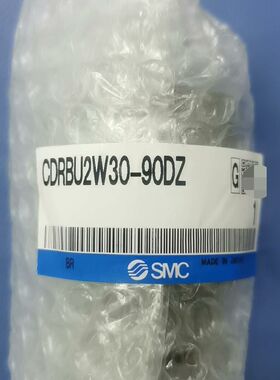 CDRBU2W30-90DZ
G
1
BR SMC MADE IN JAPAN